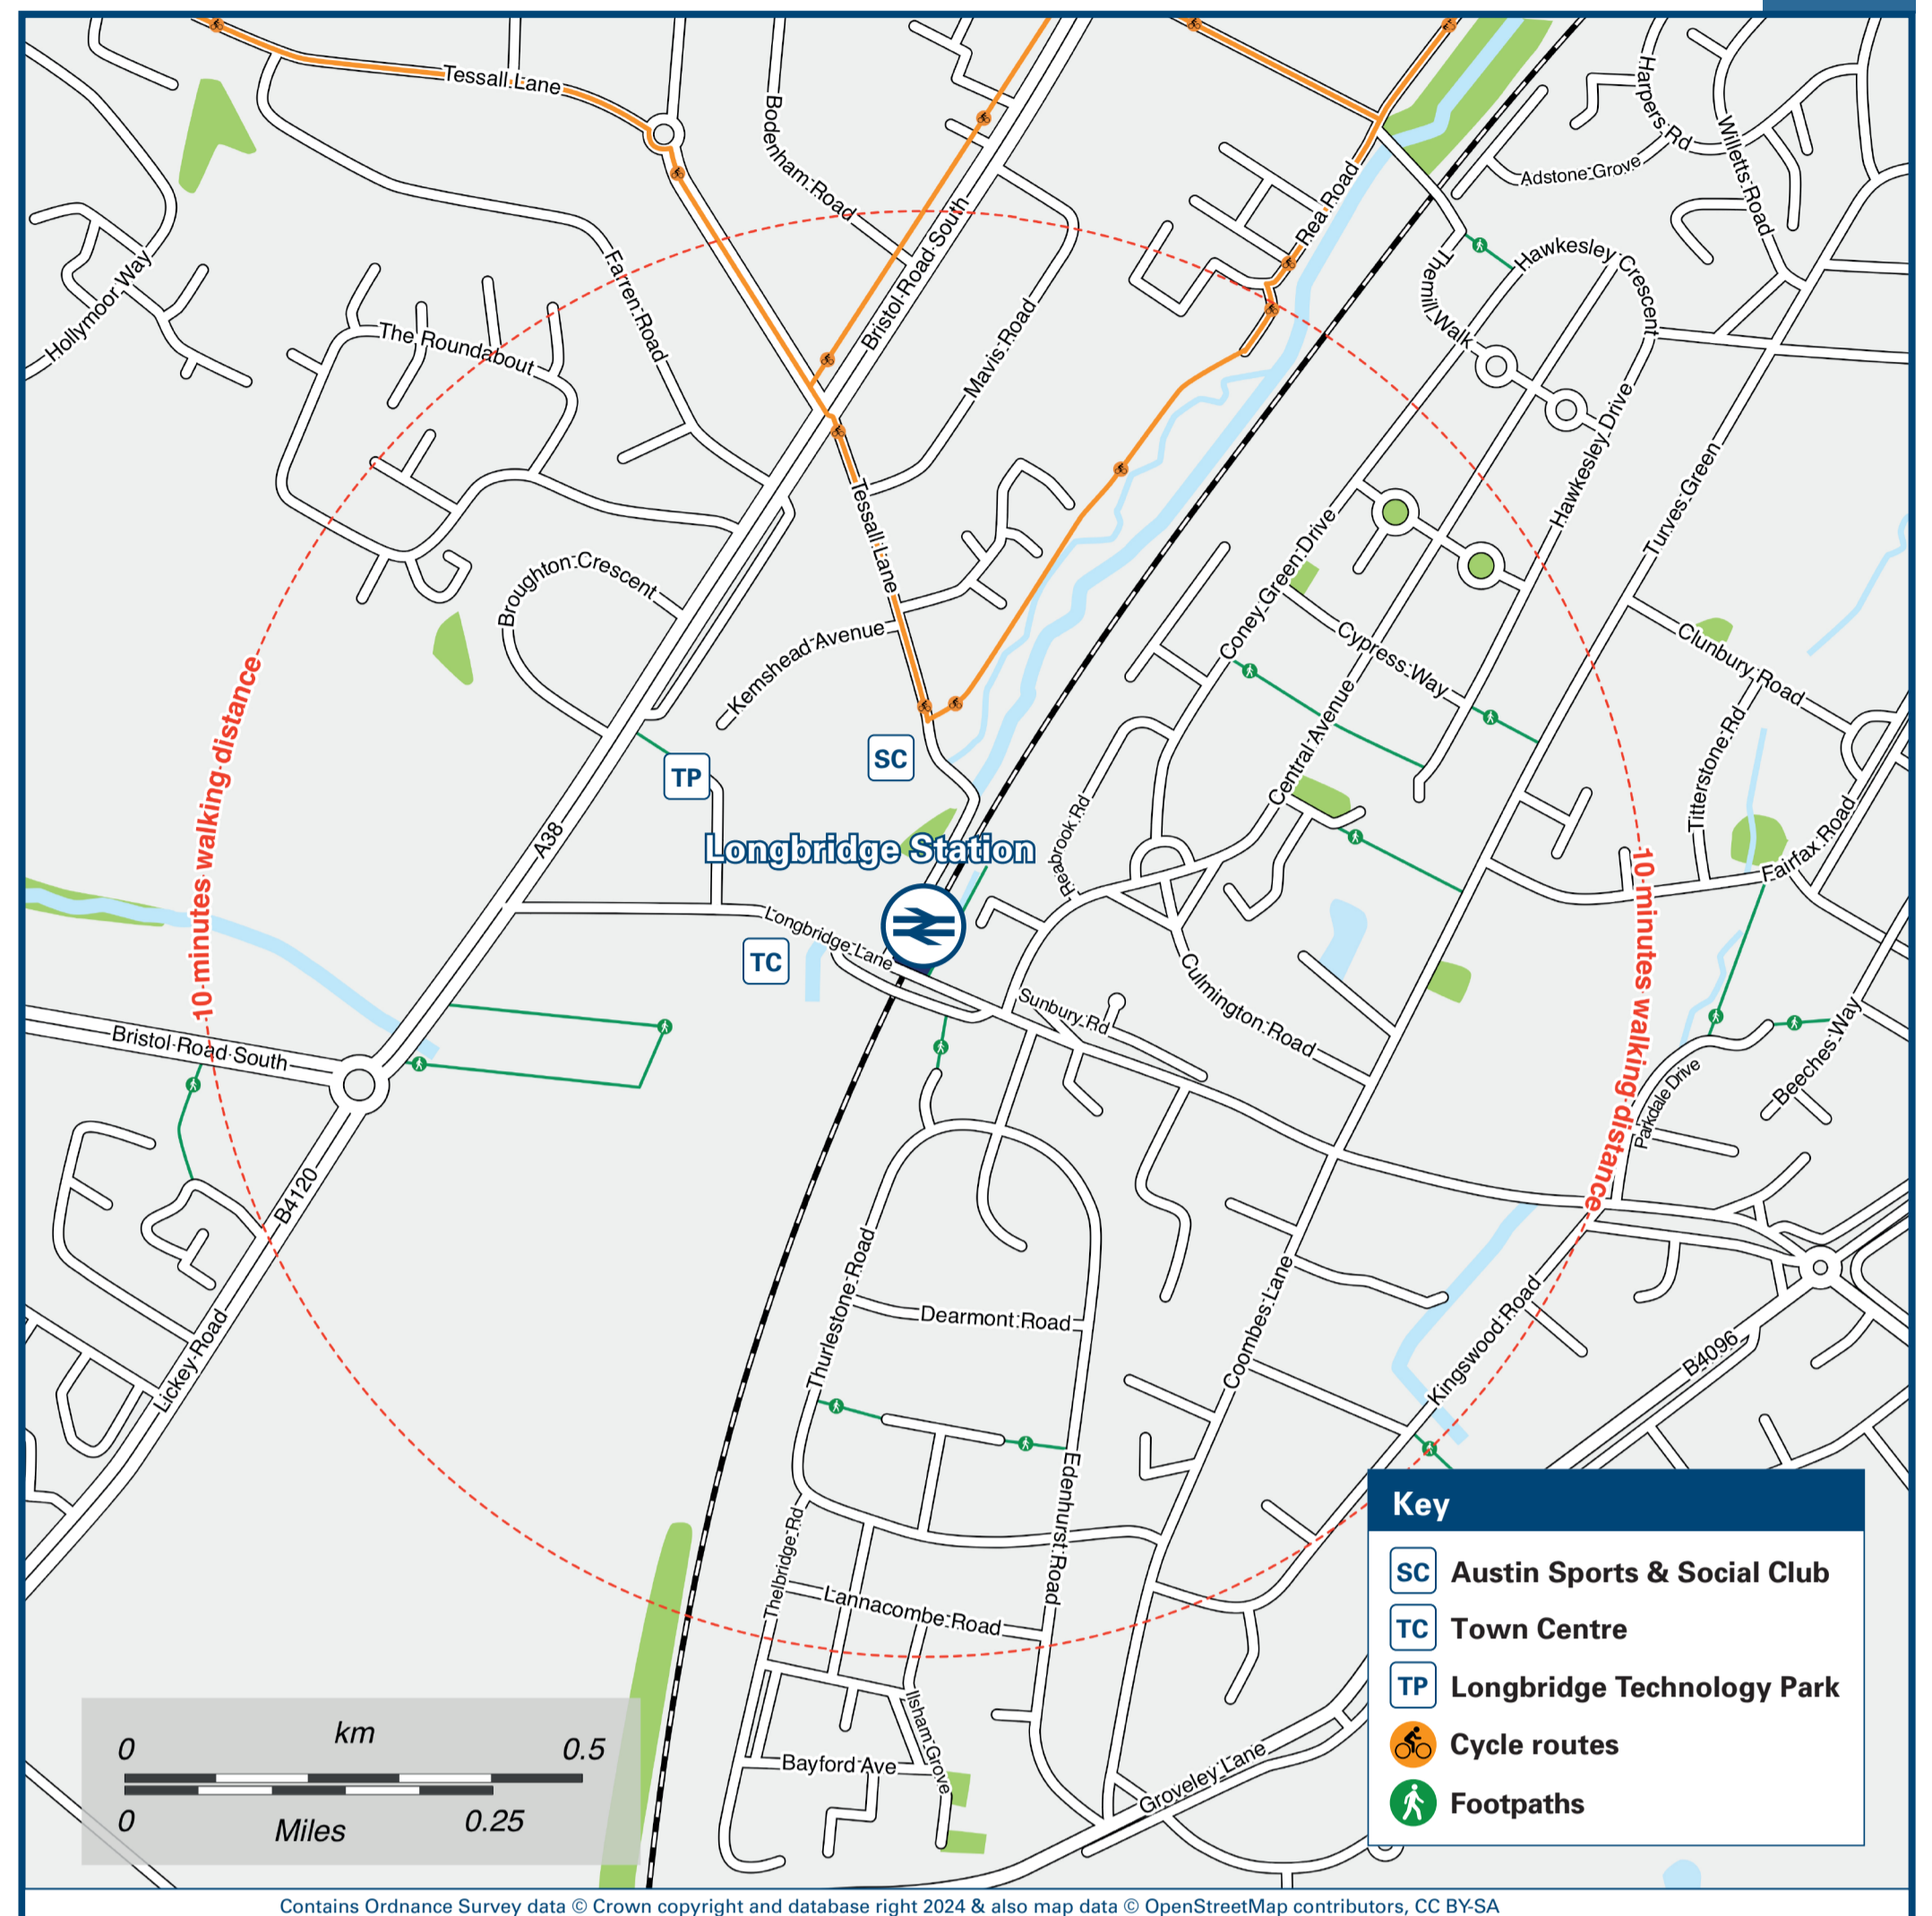 Tessall Lane
Bodenham Road
Bristol Road South
Rea Road
Harpers Rd
Willetts Road
Adstone Grove
Hawkesley Crescent
Themill Walk
Hollymoor Way
Farren Road
The Roundabout
Mavis Road
Hawkesley Drive
Turves Green
Tessall Lane
Coney Green Drive
Broughton Crescent
Kemshead Avenue
Cypress Way
Clunbury Road
Central Avenue
Titterstone Rd
10 minutes walking distance
SC
TP
A38
Longbridge Station
Reabrook Rd
Fairfax Road
10 minutes walking distance
Longbridge Lane
TC
Sunbury Rd
Culmington Road
Bristol Road South
Parkdale Drive
Beeches Way
B4120
Lickey Road
Thurlestone Road
Dearmont Road
Coombes Lane
Kingswood Road
B4096
Edenhurst Road
Thelbridge Rd
Lannacombe Road
Ilsham Grove
Bayford Ave
Groveley Lane
km
0 0.5
0 0.25
Miles
Key
SC Austin Sports & Social Club
TC Town Centre
TP Longbridge Technology Park
Cycle routes
Footpaths
Contains Ordnance Survey data © Crown copyright and database right 2024 & also map data © OpenStreetMap contributors, CC BY-SA